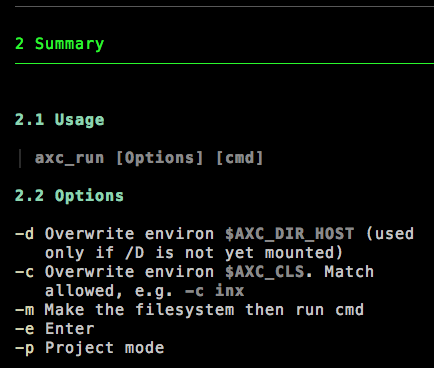 2 Summary
2.1 Usage
axc_run [Options] [cmd]
2.2 Options
-d Overwrite environ $AXC_DIR_HOST (used
only if /D is not yet mounted)
-c Overwrite environ $AXC_CLS. Match
allowed, e.g. -c inx
-m Make the filesystem then run cmd
-e Enter
-p Project mode